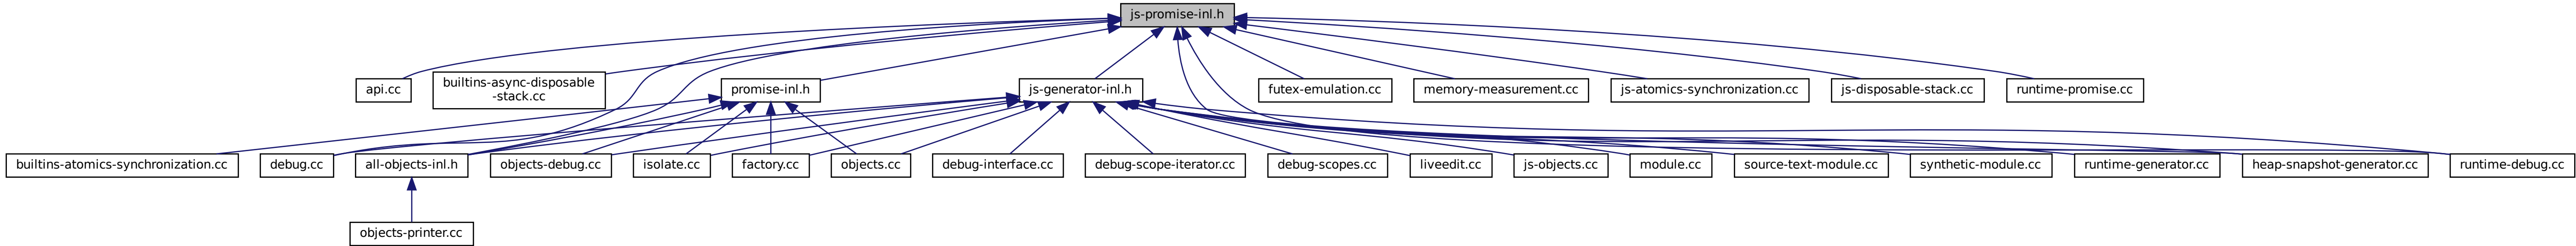 js-promise-inl.h
api.cc
builtins-async-disposable
-stack.cc
promise-inl.h
js-generator-inl.h
futex-emulation.cc
memory-measurement.cc
js-atomics-synchronization.cc
js-disposable-stack.cc
runtime-promise.cc
builtins-atomics-synchronization.cc
debug.cc
all-objects-inl.h
objects-debug.cc
isolate.cc
factory.cc
objects.cc
debug-interface.cc
debug-scope-iterator.cc
debug-scopes.cc
liveedit.cc
js-objects.cc
module.cc
source-text-module.cc
synthetic-module.cc
runtime-generator.cc
heap-snapshot-generator.cc
runtime-debug.cc
objects-printer.cc